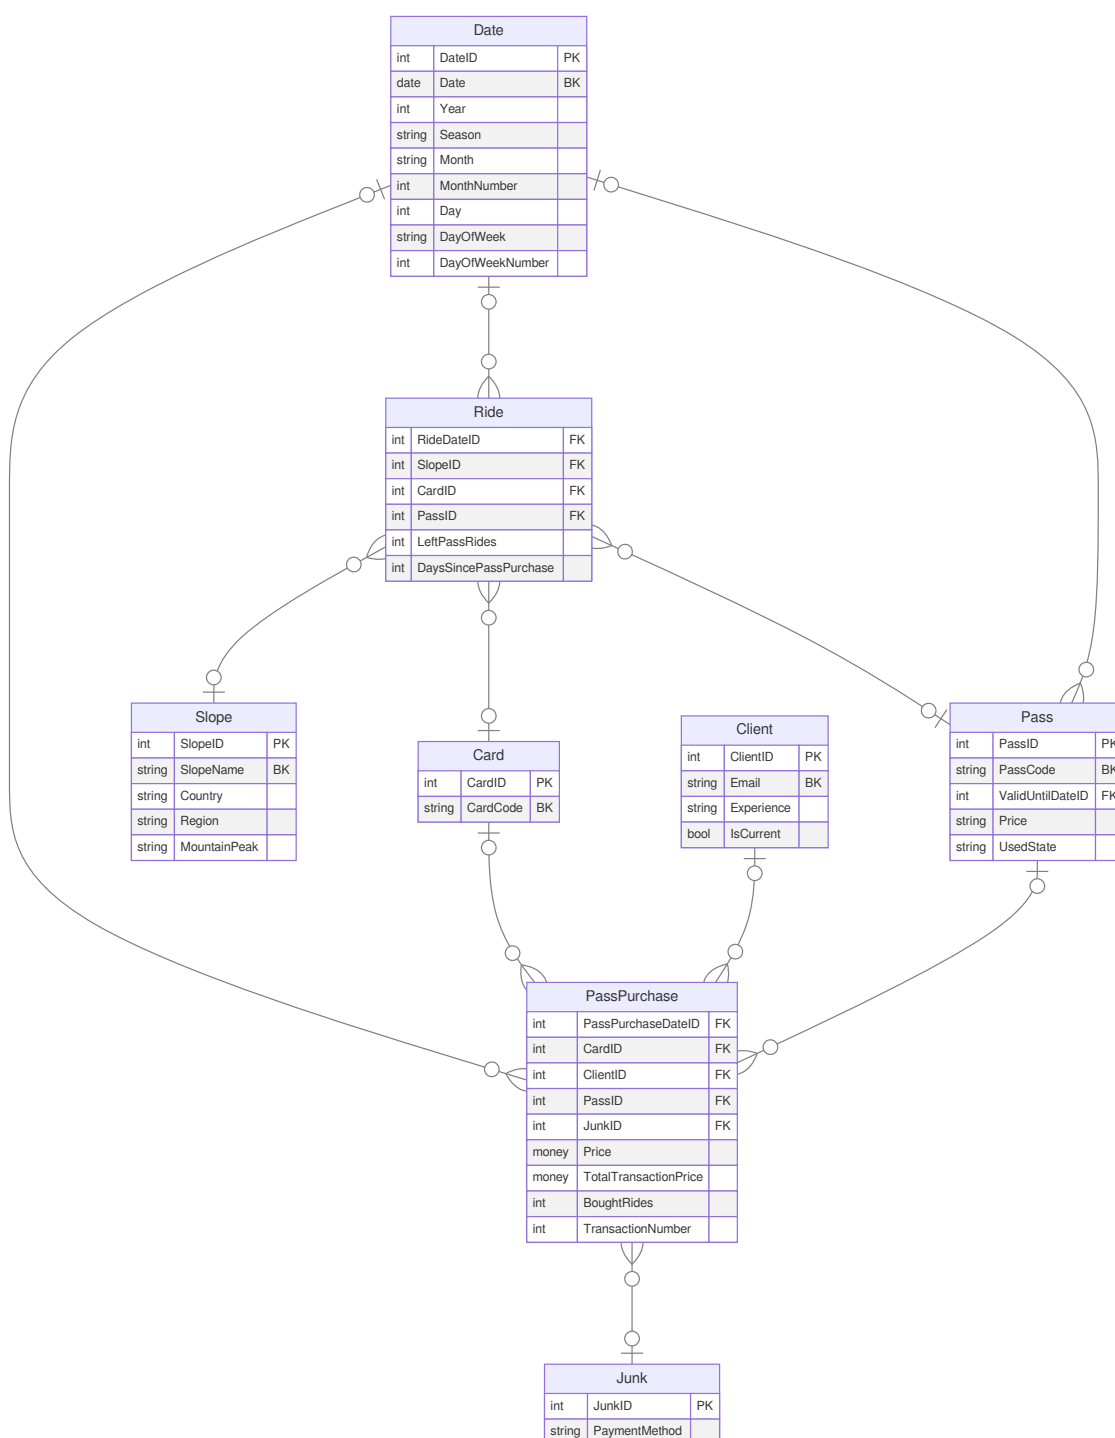 Date
int DateID PK
date Date BK
int Year
string Season
string Month
int MonthNumber
int Day
string DayOfWeek
int DayOfWeekNumber
Ride
int RideDateID FK
int SlopeID FK
int CardID FK
int PassID FK
int LeftPassRides
int DaysSincePassPurchase
Slope
int SlopeID PK
string SlopeName BK
string Country
string Region
string MountainPeak
Card
int CardID PK
string CardCode BK
Client
int ClientID PK
string Email BK
string Experience
bool IsCurrent
Pass
int PassID PK
string PassCode BK
int ValidUntilDateID FK
string Price
string UsedState
PassPurchase
int PassPurchaseDateID FK
int CardID FK
int ClientID FK
int PassID FK
int JunkID FK
money Price
money TotalTransactionPrice
int BoughtRides
int TransactionNumber
Junk
int JunkID PK
string PaymentMethod